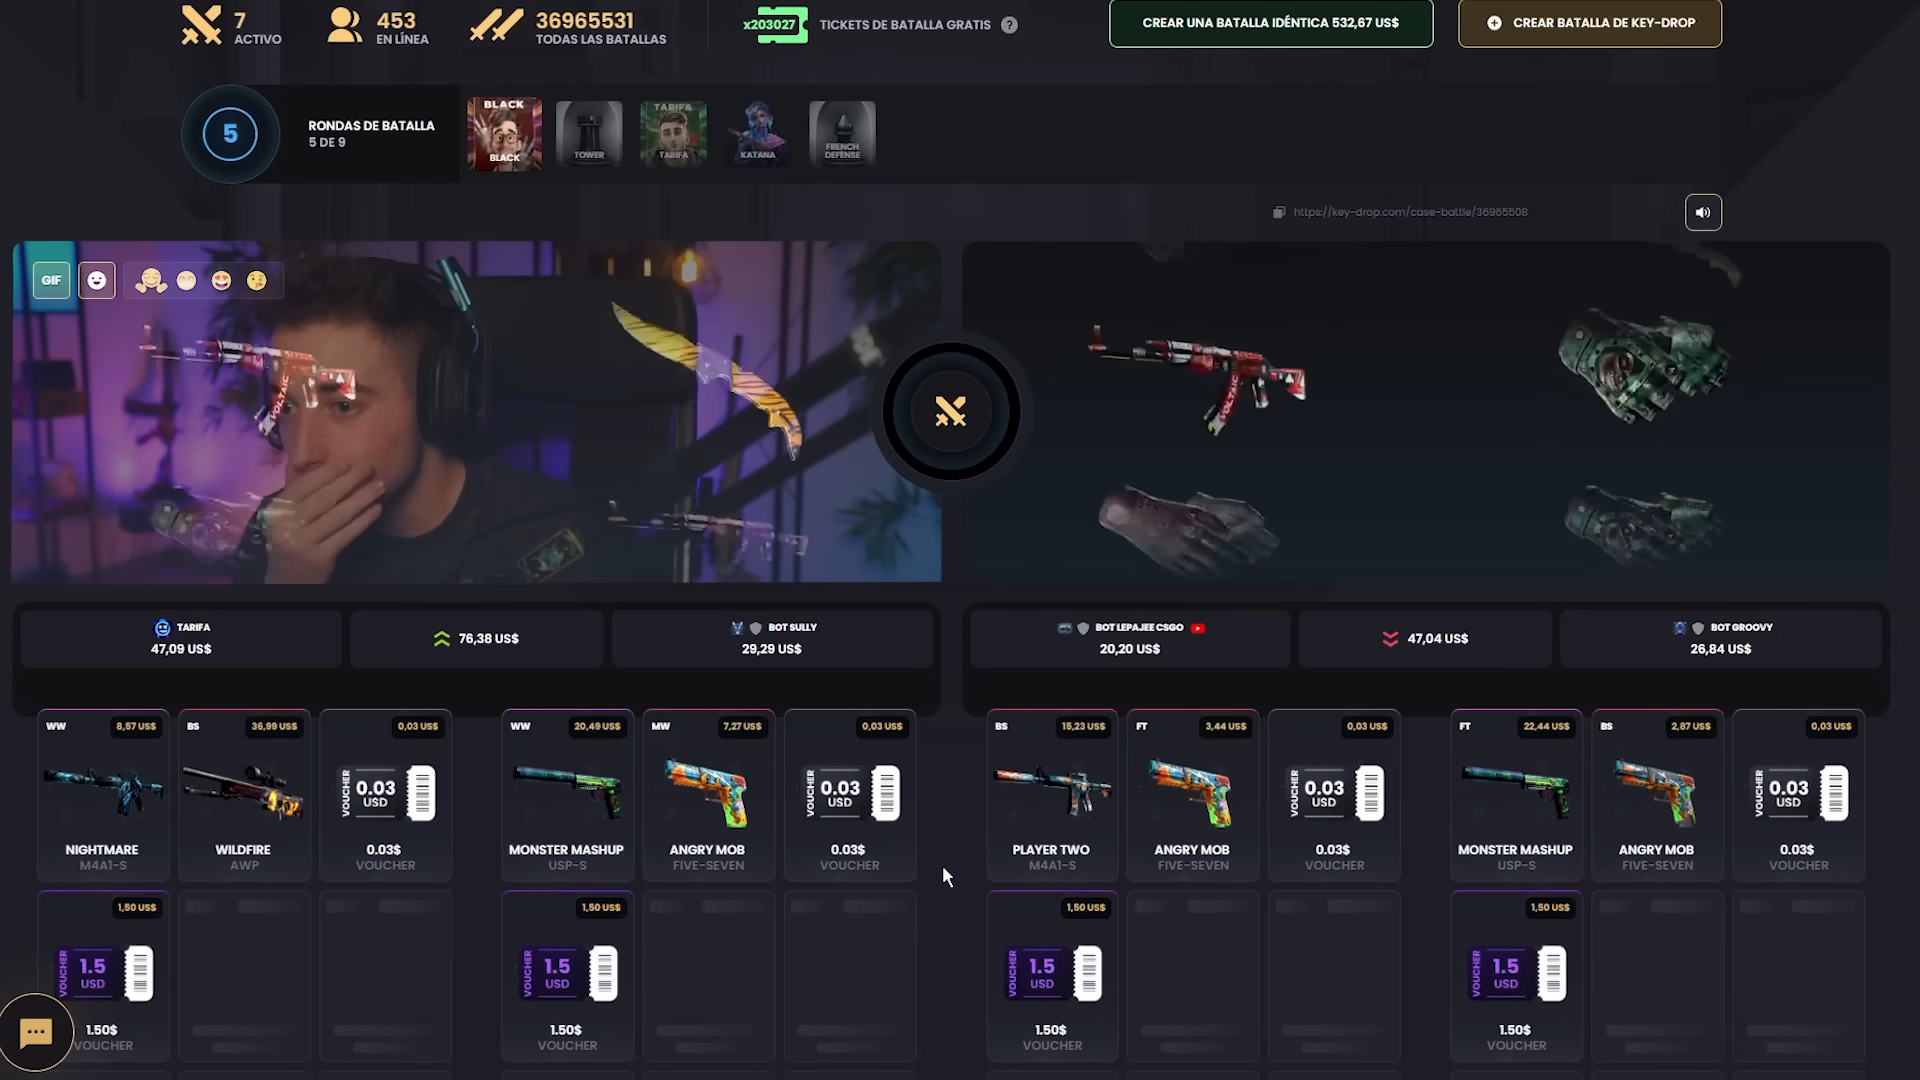 7
ACTIVO
453
EN LÍNEA
36965531
TODAS LAS BATALLAS
x203027
TICKETS DE BATALLA GRATIS
?
CREAR UNA BATALLA IDÉNTICA 532,67 US$
CREAR BATALLA DE KEY-DROP
5
RONDAS DE BATALLA
5 DE 9
BLACK
BLACK
TOWER
TARIFA
TARIFA
KATANA
FRENCH
DEFENSE
https://key-drop.com/case-battle/36965508
GIF
VOLTAIC
VOLTAIC
TARIFA
47,09 US$
76,38 US$
BOT SULLY
29,29 US$
BOT LEPAJEE CSGO
20,20 US$
47,04 US$
BOT GROOVY
26,84 US$
WW 8,57 US$
NIGHTMARE
M4A1-S
BS 36,99 US$
WILDFIRE
AWP
0,03 US$
VOUCHER
0.03
USD
0.03$
VOUCHER
WW 20,49 US$
MONSTER MASHUP
USP-S
MW 7,27 US$
ANGRY MOB
FIVE-SEVEN
0,03 US$
VOUCHER
0.03
USD
0.03$
VOUCHER
BS 15,23 US$
PLAYER TWO
M4A1-S
FT 3,44 US$
ANGRY MOB
FIVE-SEVEN
0,03 US$
VOUCHER
0.03
USD
0.03$
VOUCHER
FT 22,44 US$
MONSTER MASHUP
USP-S
BS 2,87 US$
ANGRY MOB
FIVE-SEVEN
0,03 US$
VOUCHER
0.03
USD
0.03$
VOUCHER
1,50 US$
VOUCHER
1.5
USD
1.50$
VOUCHER
1,50 US$
VOUCHER
1.5
USD
1.50$
VOUCHER
1,50 US$
VOUCHER
1.5
USD
1.50$
VOUCHER
1,50 US$
VOUCHER
1.5
USD
1.50$
VOUCHER